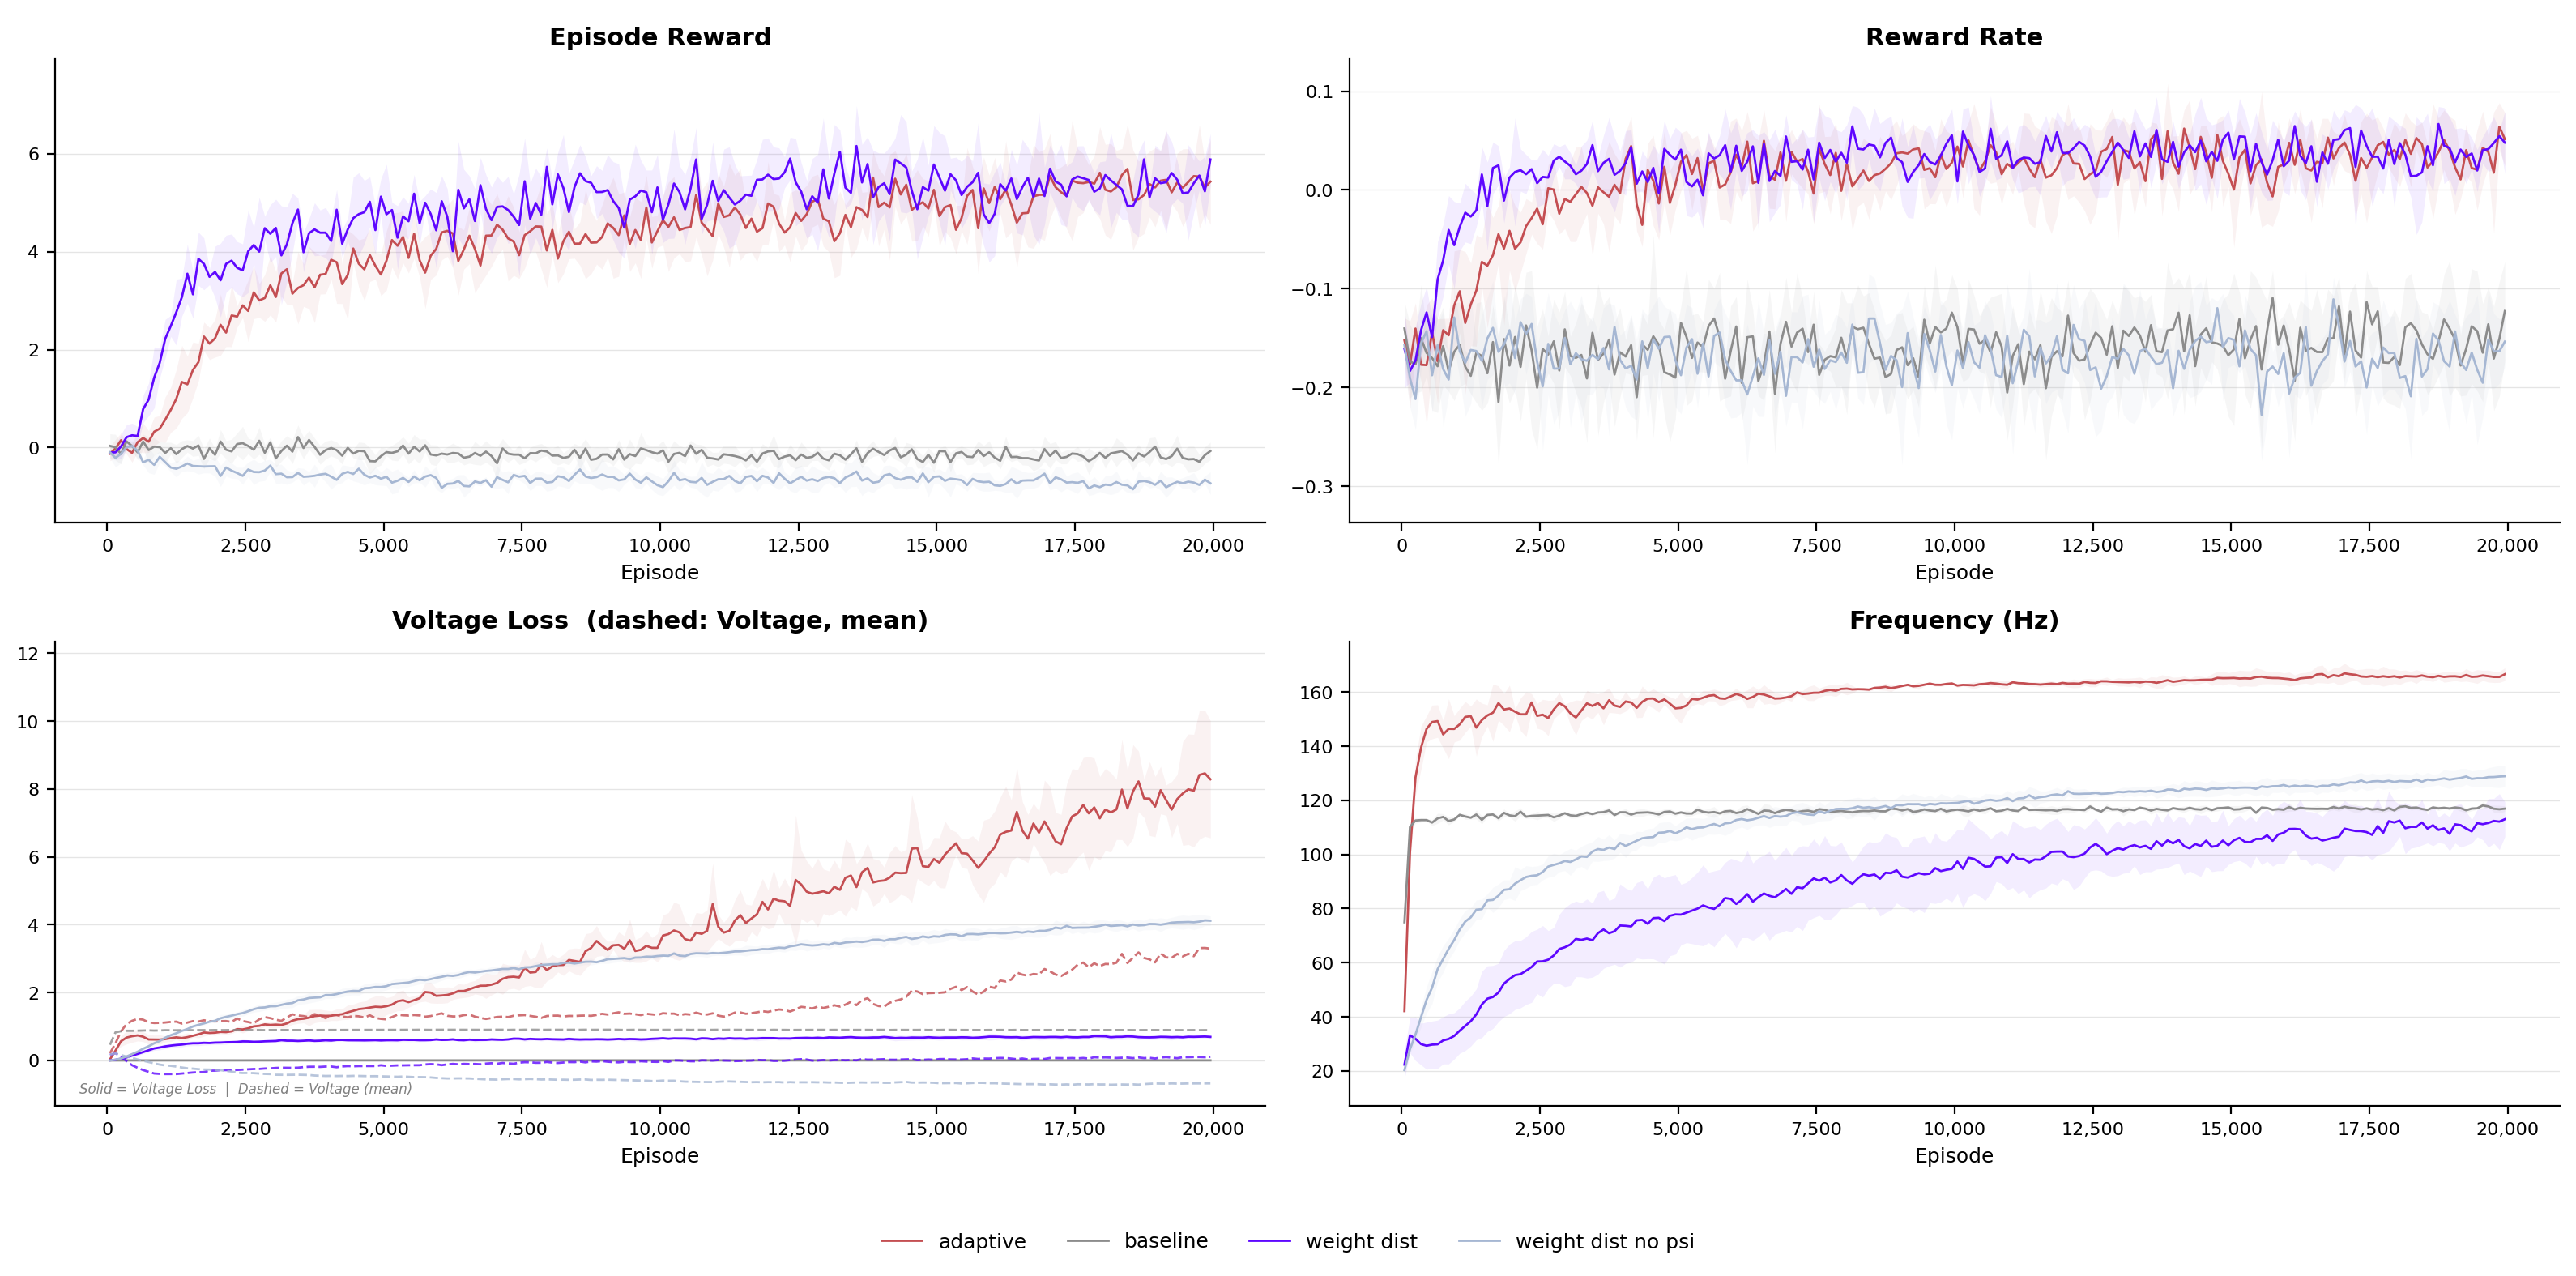 Episode Reward
6
4
2
0
0 2,500 5,000 7,500 10,000 12,500 15,000 17,500 20,000
Episode
Reward Rate
0.1
0.0
−0.1
−0.2
−0.3
0 2,500 5,000 7,500 10,000 12,500 15,000 17,500 20,000
Episode
Voltage Loss  (dashed: Voltage, mean)
12
10
8
6
4
2
0
Solid = Voltage Loss  |  Dashed = Voltage (mean)
0 2,500 5,000 7,500 10,000 12,500 15,000 17,500 20,000
Episode
Frequency (Hz)
160
140
120
100
80
60
40
20
0 2,500 5,000 7,500 10,000 12,500 15,000 17,500 20,000
Episode
adaptive baseline weight dist weight dist no psi